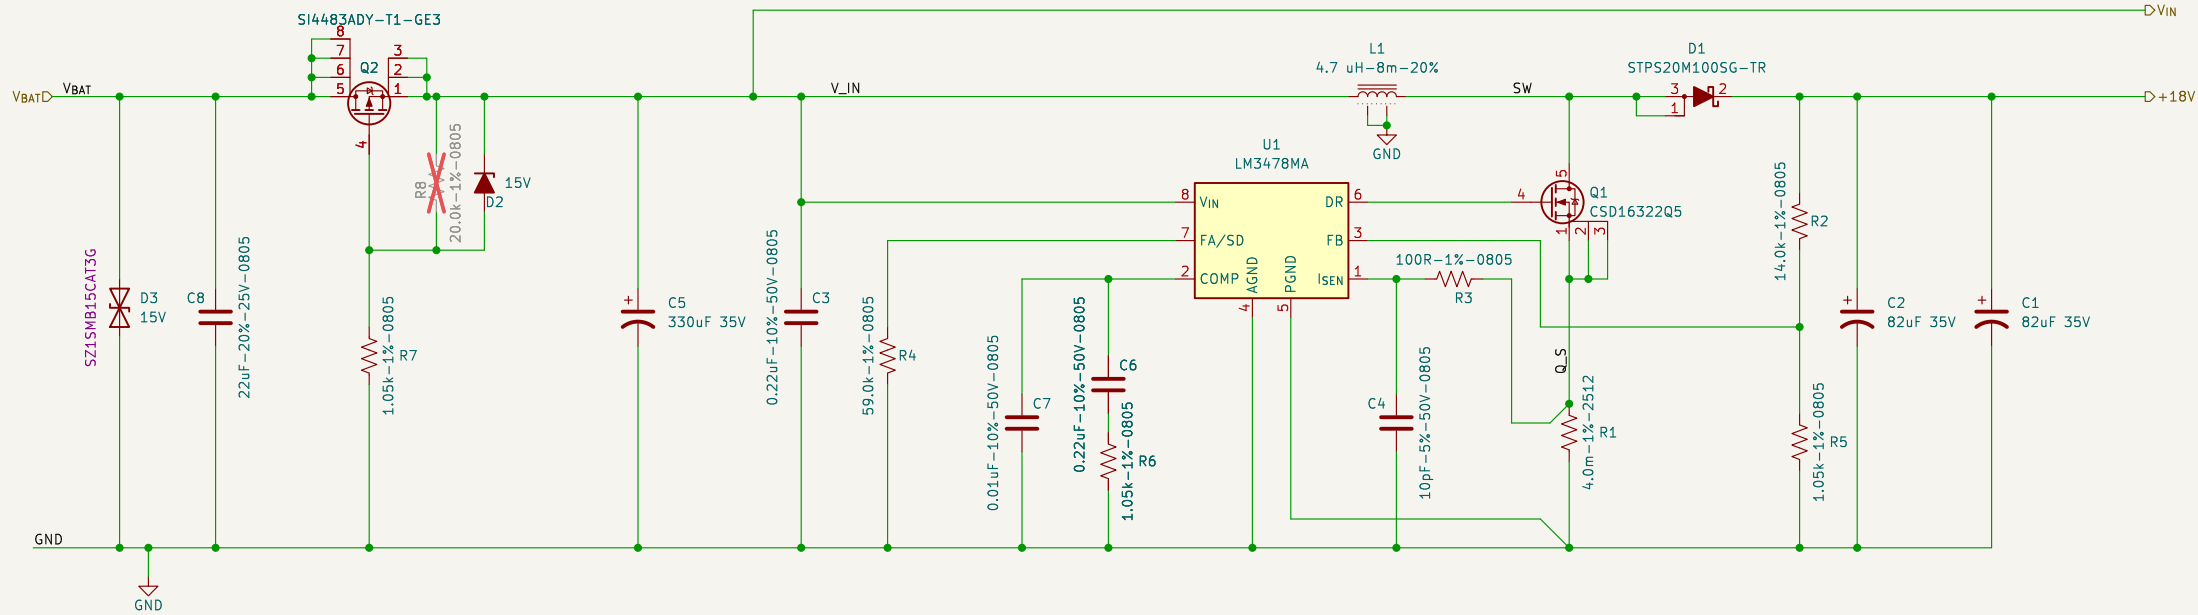 SI4483ADY-T1-GE3
VIN
8
7
6
5
3
2
1
Q2
4
VBAT
VBAT
V_IN
L1
4.7 uH-8m-20%
GND
SW
D1
STPS20M100SG-TR
3
1
2
+18V
R8
20.0k-1%-0805
15V
D2
U1
LM3478MA
8
VIN
7
FA/SD
2
COMP
DR
6
FB
3
ISEN
1
AGND
4
PGND
5
5
4
1
2
3
Q1
CSD16322Q5
14.0k-1%-0805
R2
100R-1%-0805
R3
SZ1SMB15CAT3G
D3
15V
C8
22uF-20%-25V-0805
1.05k-1%-0805
R7
+
C5
330uF 35V
0.22uF-10%-50V-0805
C3
59.0k-1%-0805
R4
0.01uF-10%-50V-0805
C7
0.22uF-10%-50V-0805
C6
1.05k-1%-0805
R6
C4
10pF-5%-50V-0805
Q_S
4.0m-1%-2512
R1
1.05k-1%-0805
R5
+
C2
82uF 35V
+
C1
82uF 35V
GND
GND